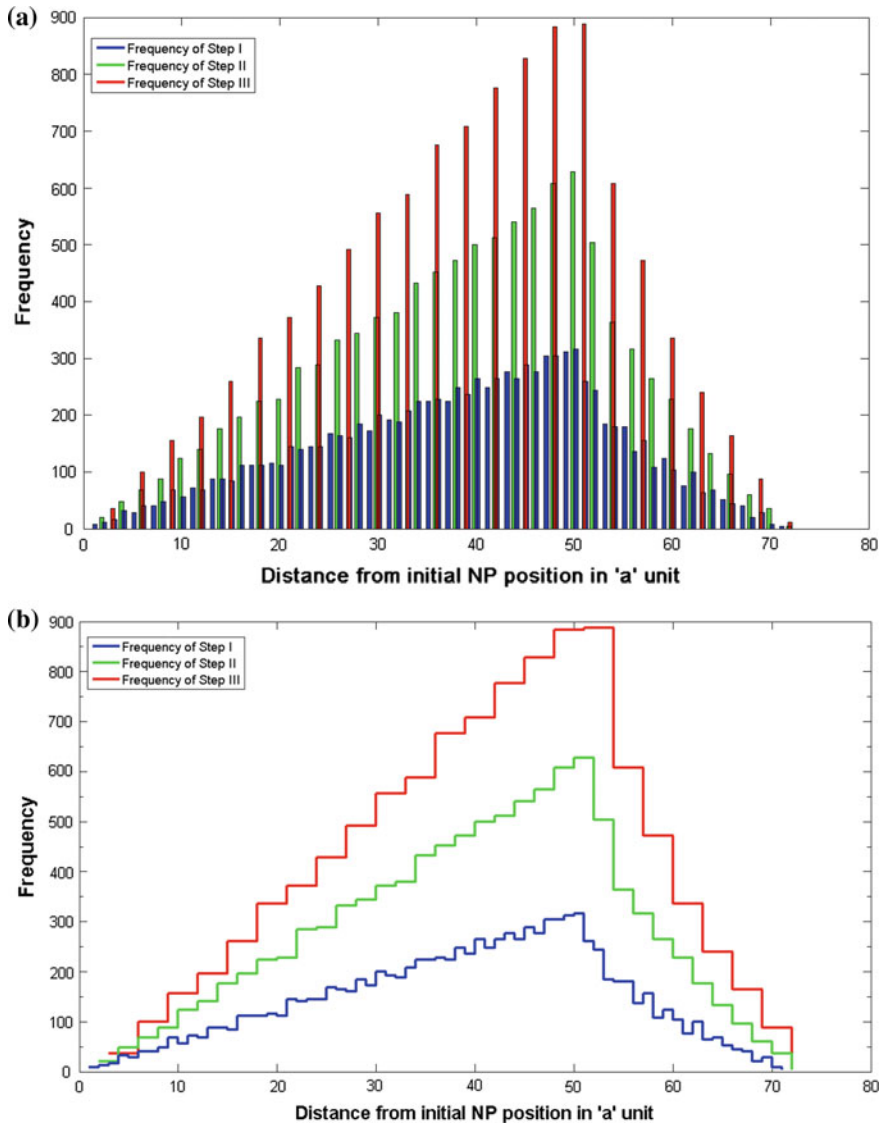 (a)
900
800
700
600
500
400
300
200
100
0
Frequency
Frequency of Step I
Frequency of Step II
Frequency of Step III
0 10 20 30 40 50 60 70 80
Distance from initial NP position in 'a' unit
(b)
900
800
700
600
500
400
300
200
100
0
Frequency
Frequency of Step I
Frequency of Step II
Frequency of Step III
0 10 20 30 40 50 60 70 80
Distance from initial NP position in 'a' unit